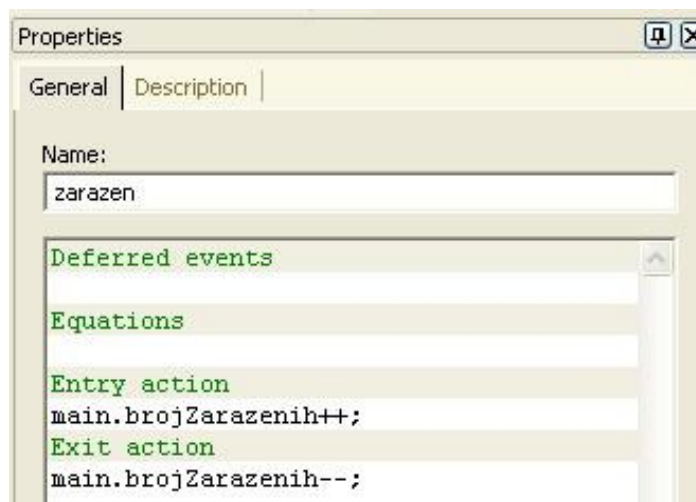 Properties
General Description
Name:
zarazen
Deferred events
Equations
Entry action
main.brojZarazenih++;
Exit action
main.brojZarazenih--;